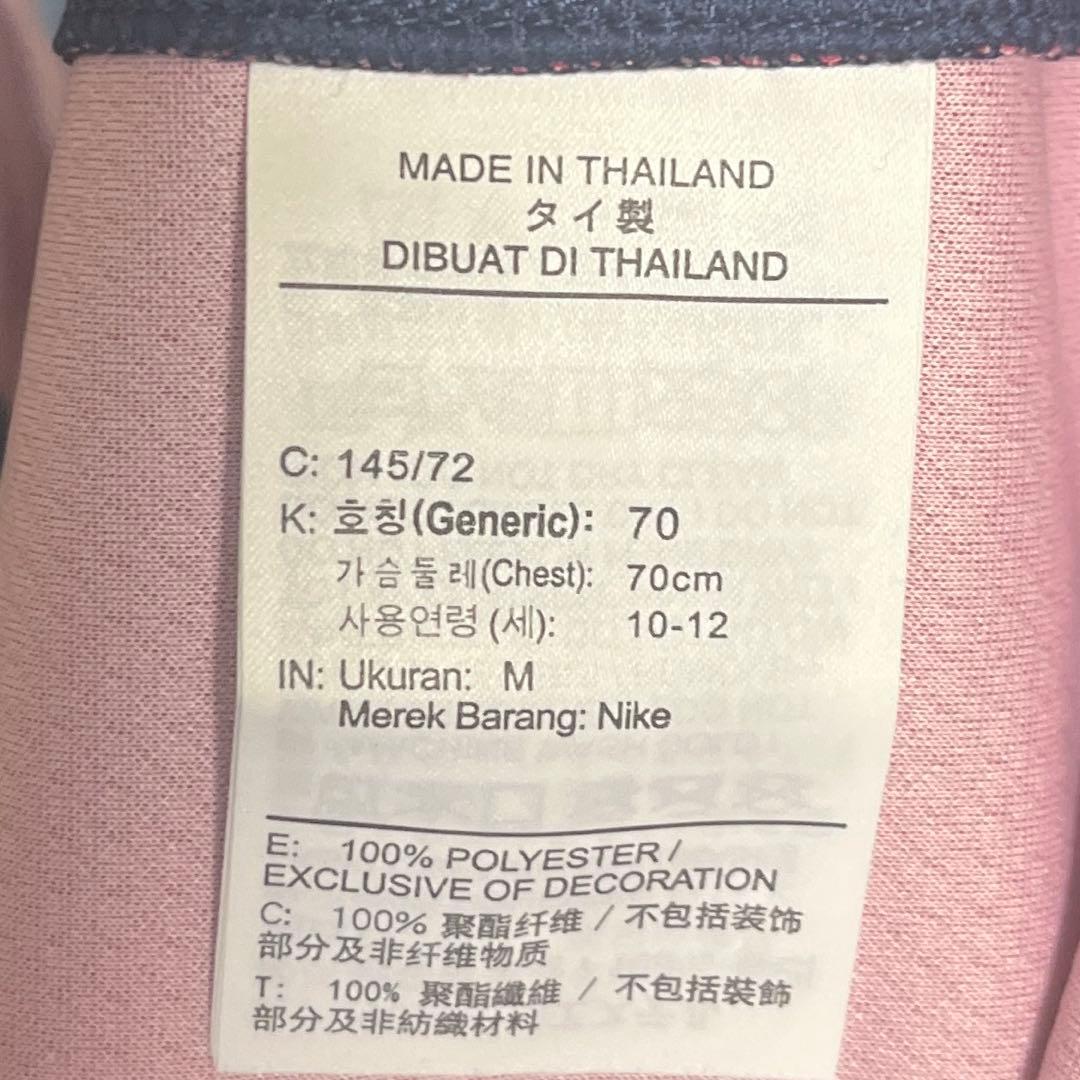 MADE IN THAILAND
タイ製
DIBUAT DI THAILAND
C: 145/72
K: 호칭(Generic): 70
가슴둘레(Chest): 70cm
사용연령(세): 10-12
IN: Ukuran: M
Merek Barang: Nike
E: 100% POLYESTER /
EXCLUSIVE OF DECORATION
C: 100% 聚酯纤维 / 不包括装饰
部分及非纤维物质
T: 100% 聚酯纖維 / 不包括裝飾
部分及非紡織材料